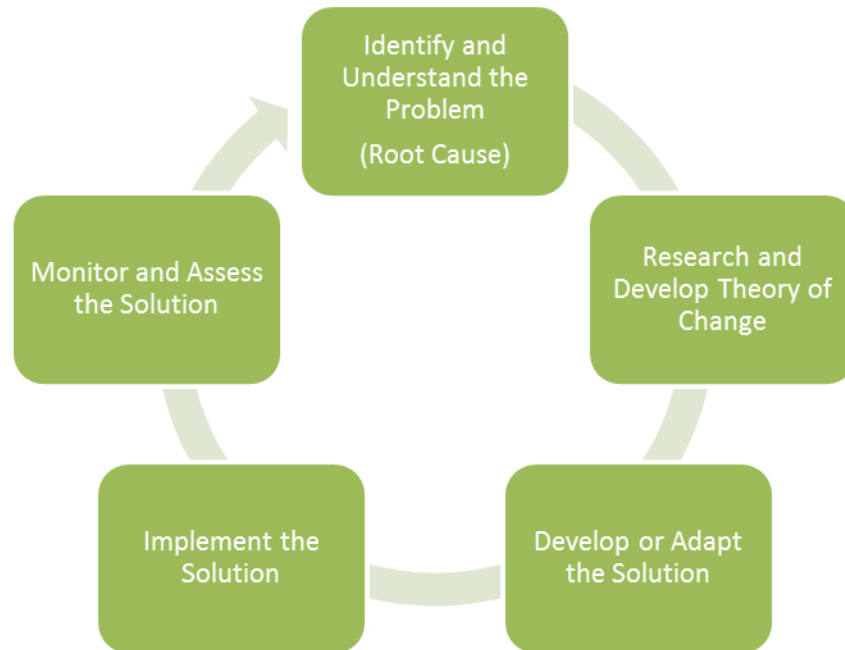 Identify and
Understand the
Problem
(Root Cause)
Research and
Develop Theory of
Change
Develop or Adapt
the Solution
Implement the
Solution
Monitor and Assess
the Solution